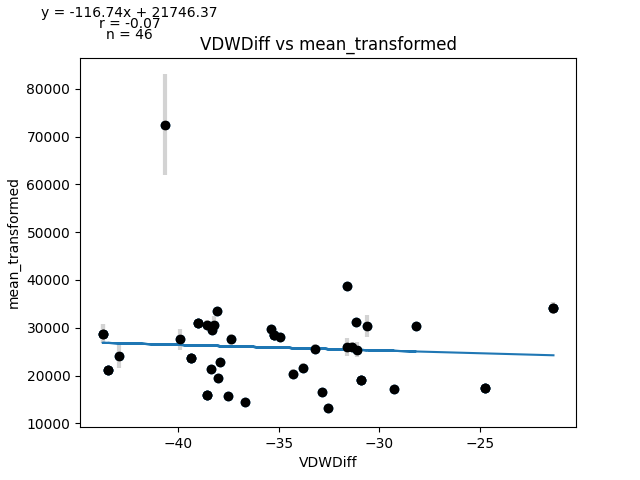 y = -116.74x + 21746.37
r = -0.07
n = 46
VDWDiff vs mean_transformed
mean_transformed
80000
70000
60000
50000
40000
30000
20000
10000
−40
−35
−30
−25
VDWDiff